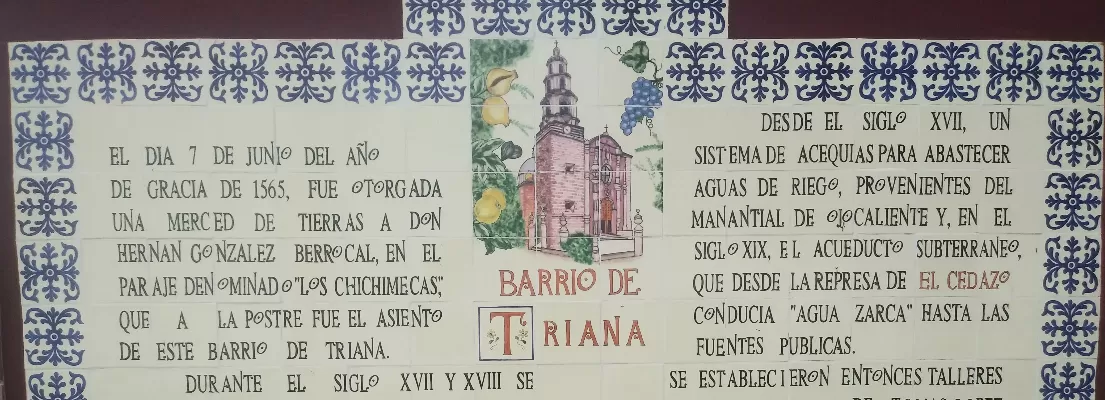 EL DIA 7 DE JUNIO DEL AÑO
DE GRACIA DE 1565, FUE OTORGADA
UNA MERCED DE TIERRAS A DON
HERNAN GONZALEZ BERROCAL, EN EL
PARAJE DENOMINADO "LOS CHICHIMECAS",
QUE A LA POSTRE FUE EL ASIENTO
DE ESTE BARRIO DE TRIANA.
DURANTE EL SIGLO XVII Y XVIII SE
BARRIO DE
TRIANA
DESDE EL SIGLO XVII, UN
SISTEMA DE ACEQUIAS PARA ABASTECER
AGUAS DE RIEGO, PROVENIENTES DEL
MANANTIAL DE OJOCALIENTE Y, EN EL
SIGLO XIX, EL ACUEDUCTO SUBTERRANEO,
QUE DESDE LA REPRESA DE EL CEDAZO
CONDUCIA "AGUA ZARCA" HASTA LAS
FUENTES PUBLICAS.
SE ESTABLECIERON ENTONCES TALLERES